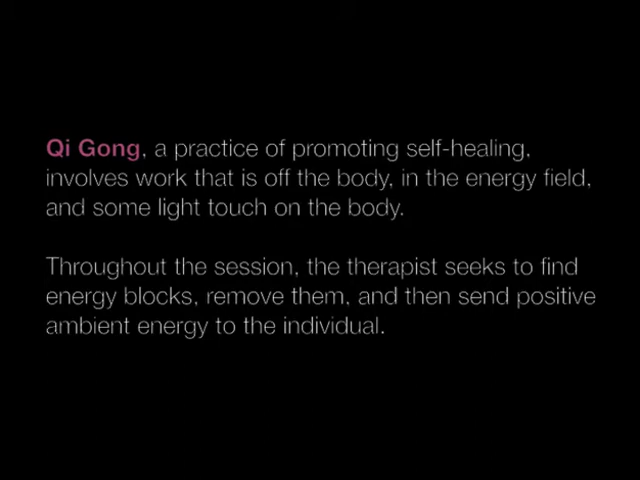 Qi Gong, a practice of promoting self-healing,
involves work that is off the body, in the energy field,
and some light touch on the body.
Throughout the session, the therapist seeks to find
energy blocks, remove them, and then send positive
ambient energy to the individual.